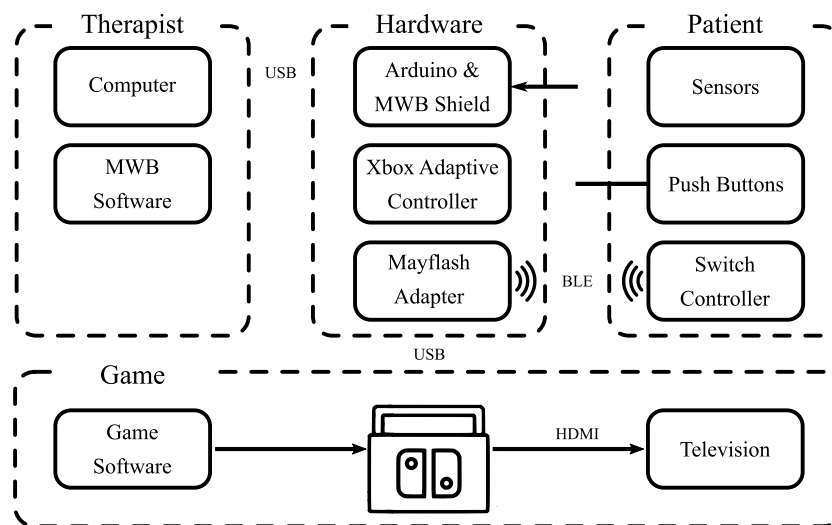 Therapist
Hardware
Patient
Computer
USB
Arduino &
MWB Shield
Sensors
MWB
Software
Xbox Adaptive
Controller
Push Buttons
Mayflash
Adapter
BLE
Switch
Controller
USB
Game
Game
Software
HDMI
Television